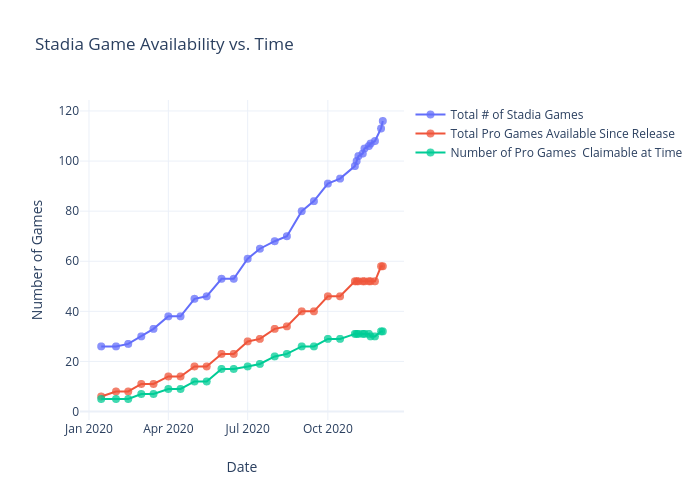 Stadia Game Availability vs. Time
Total # of Stadia Games
Total Pro Games Available Since Release
Number of Pro Games  Claimable at Time
Number of Games
120
100
80
60
40
20
0
Jan 2020 Apr 2020 Jul 2020 Oct 2020
Date